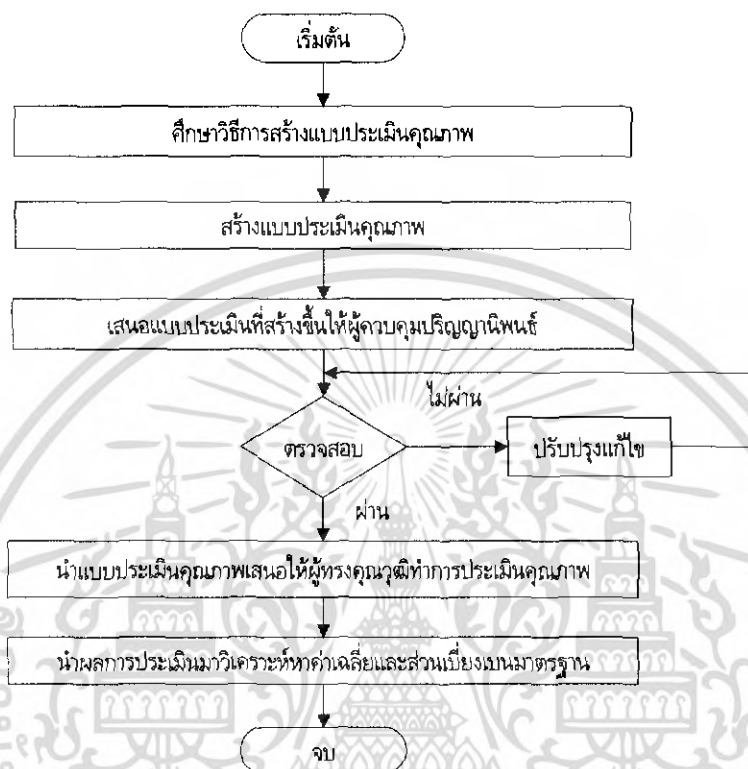 เริ่มต้น
ศึกษาวิธีการสร้างแบบประเมินคุณภาพ
สร้างแบบประเมินคุณภาพ
เสนอแบบประเมินที่สร้างขึ้นให้ผู้ควบคุมปริญญานิพนธ์
ไม่ผ่าน
ตรวจสอบ
ปรับปรุงแก้ไข
ผ่าน
นำแบบประเมินคุณภาพเสนอให้ผู้ทรงคุณวุฒิทำการประเมินคุณภาพ
นำผลการประเมินมาวิเคราะห์หาค่าเฉลี่ยและส่วนเบี่ยงเบนมาตรฐาน
จบ